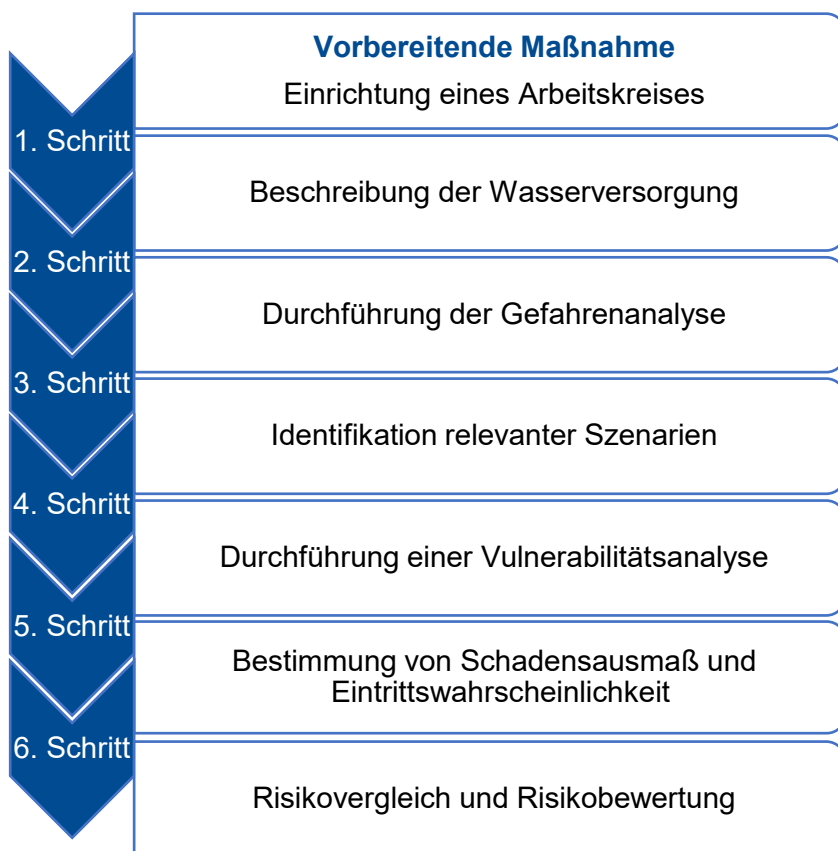 Vorbereitende Maßnahme
Einrichtung eines Arbeitskreises
1. Schritt
Beschreibung der Wasserversorgung
2. Schritt
Durchführung der Gefahrenanalyse
3. Schritt
Identifikation relevanter Szenarien
4. Schritt
Durchführung einer Vulnerabilitätsanalyse
5. Schritt
Bestimmung von Schadensausmaß und
Eintrittswahrscheinlichkeit
6. Schritt
Risikovergleich und Risikobewertung